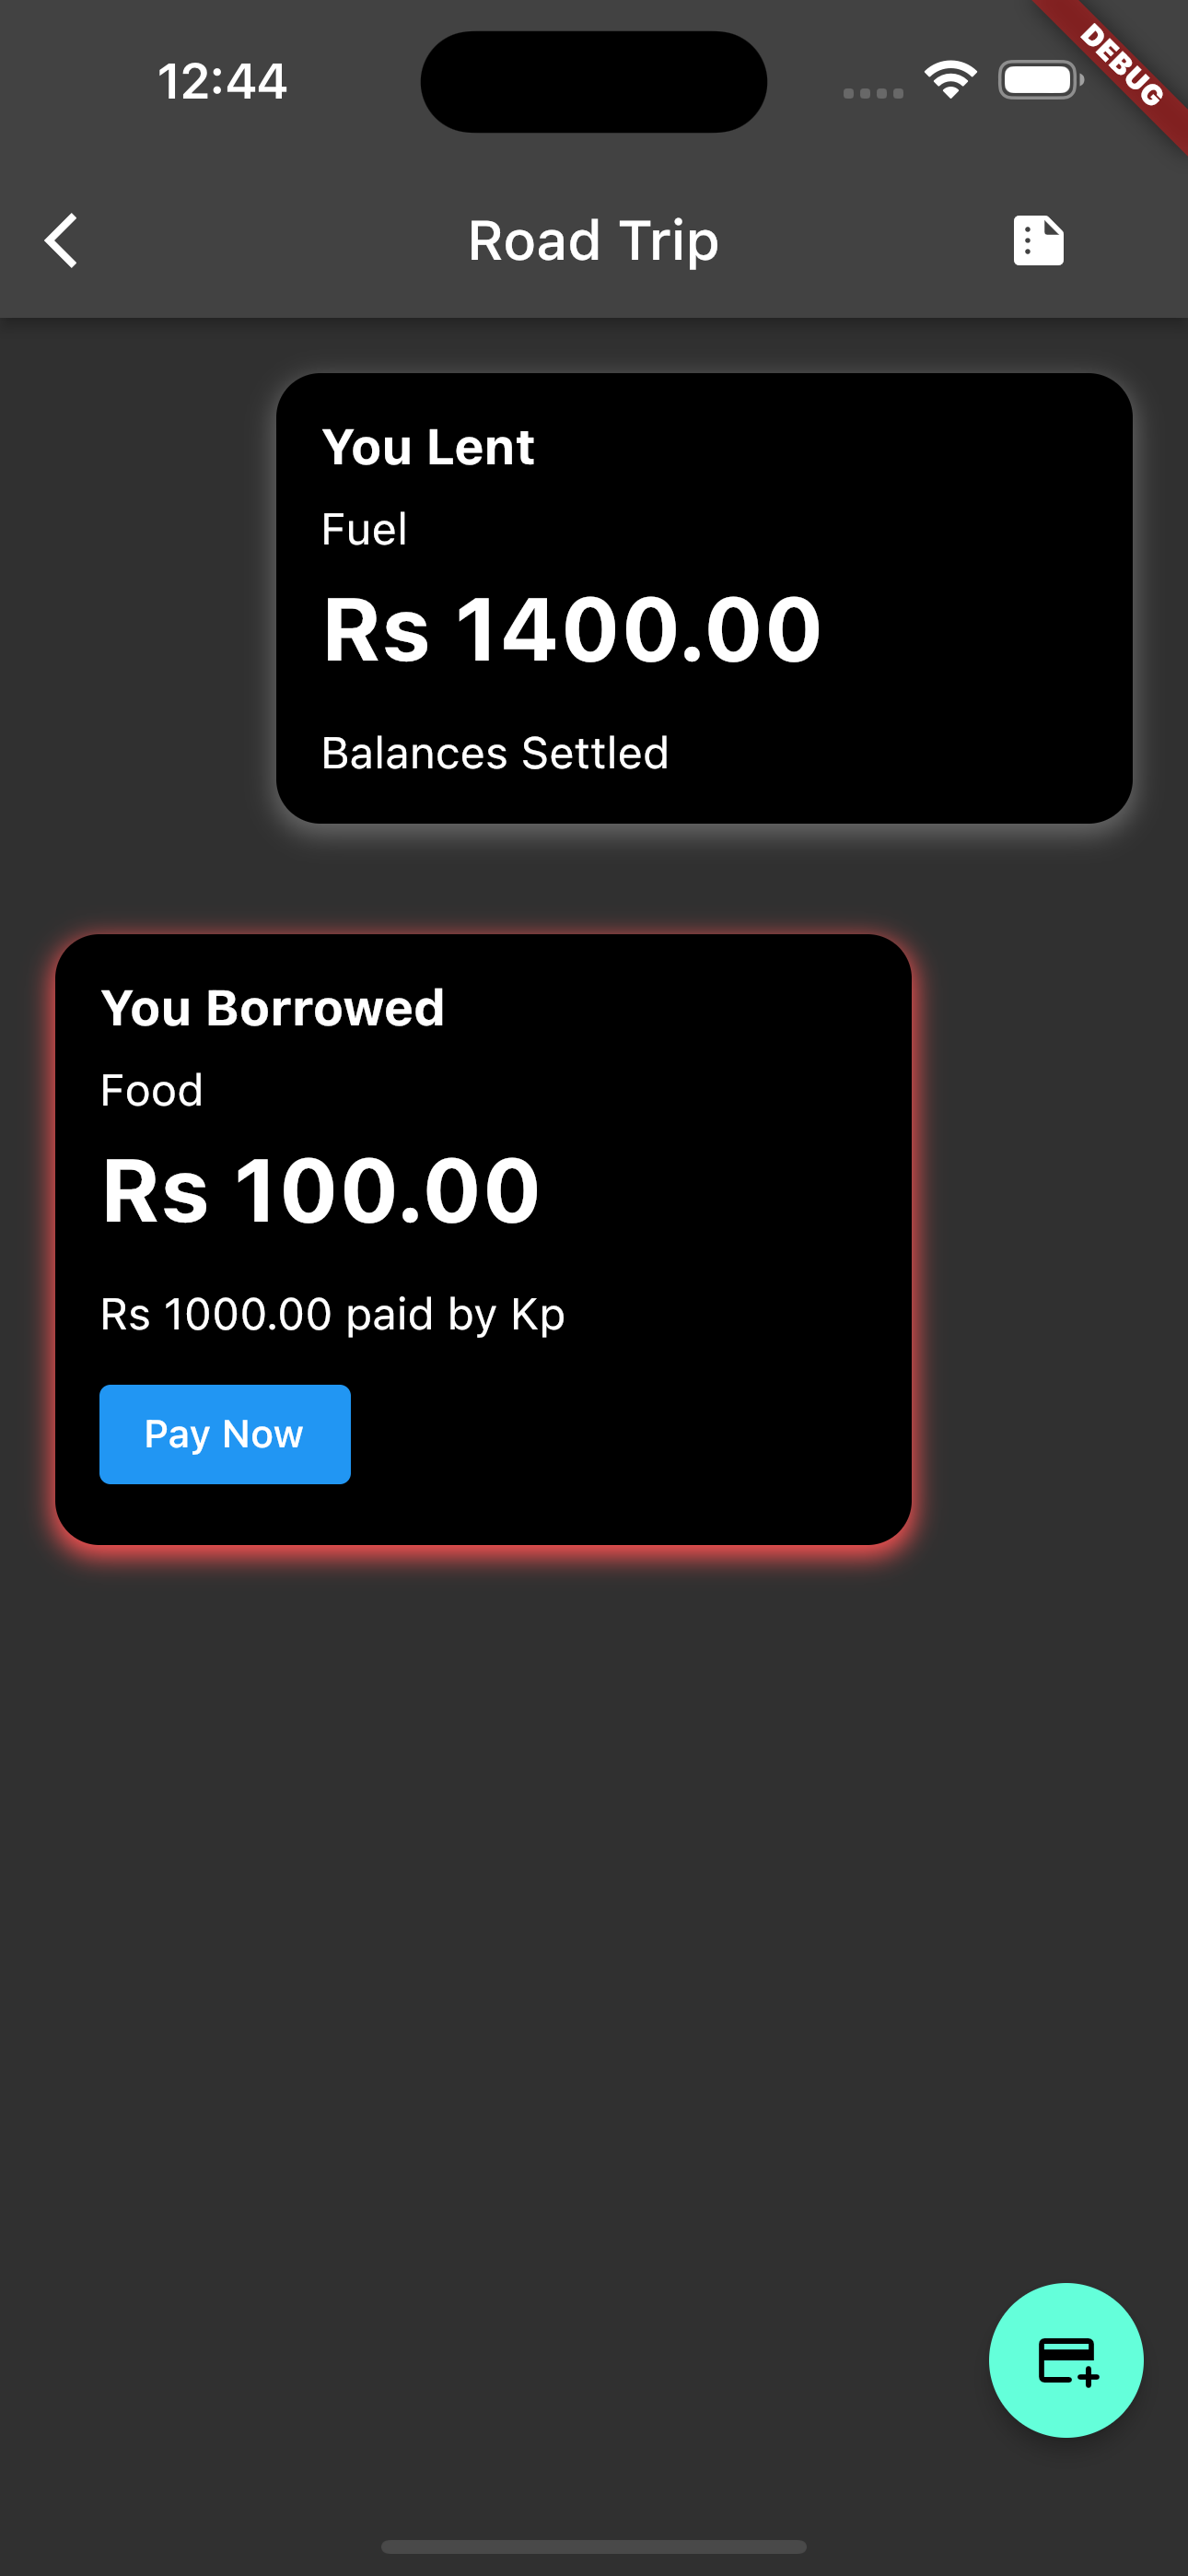 12:44
DEBUG
Road Trip
You Lent
Fuel
Rs 1400.00
Balances Settled
You Borrowed
Food
Rs 100.00
Rs 1000.00 paid by Kp
Pay Now